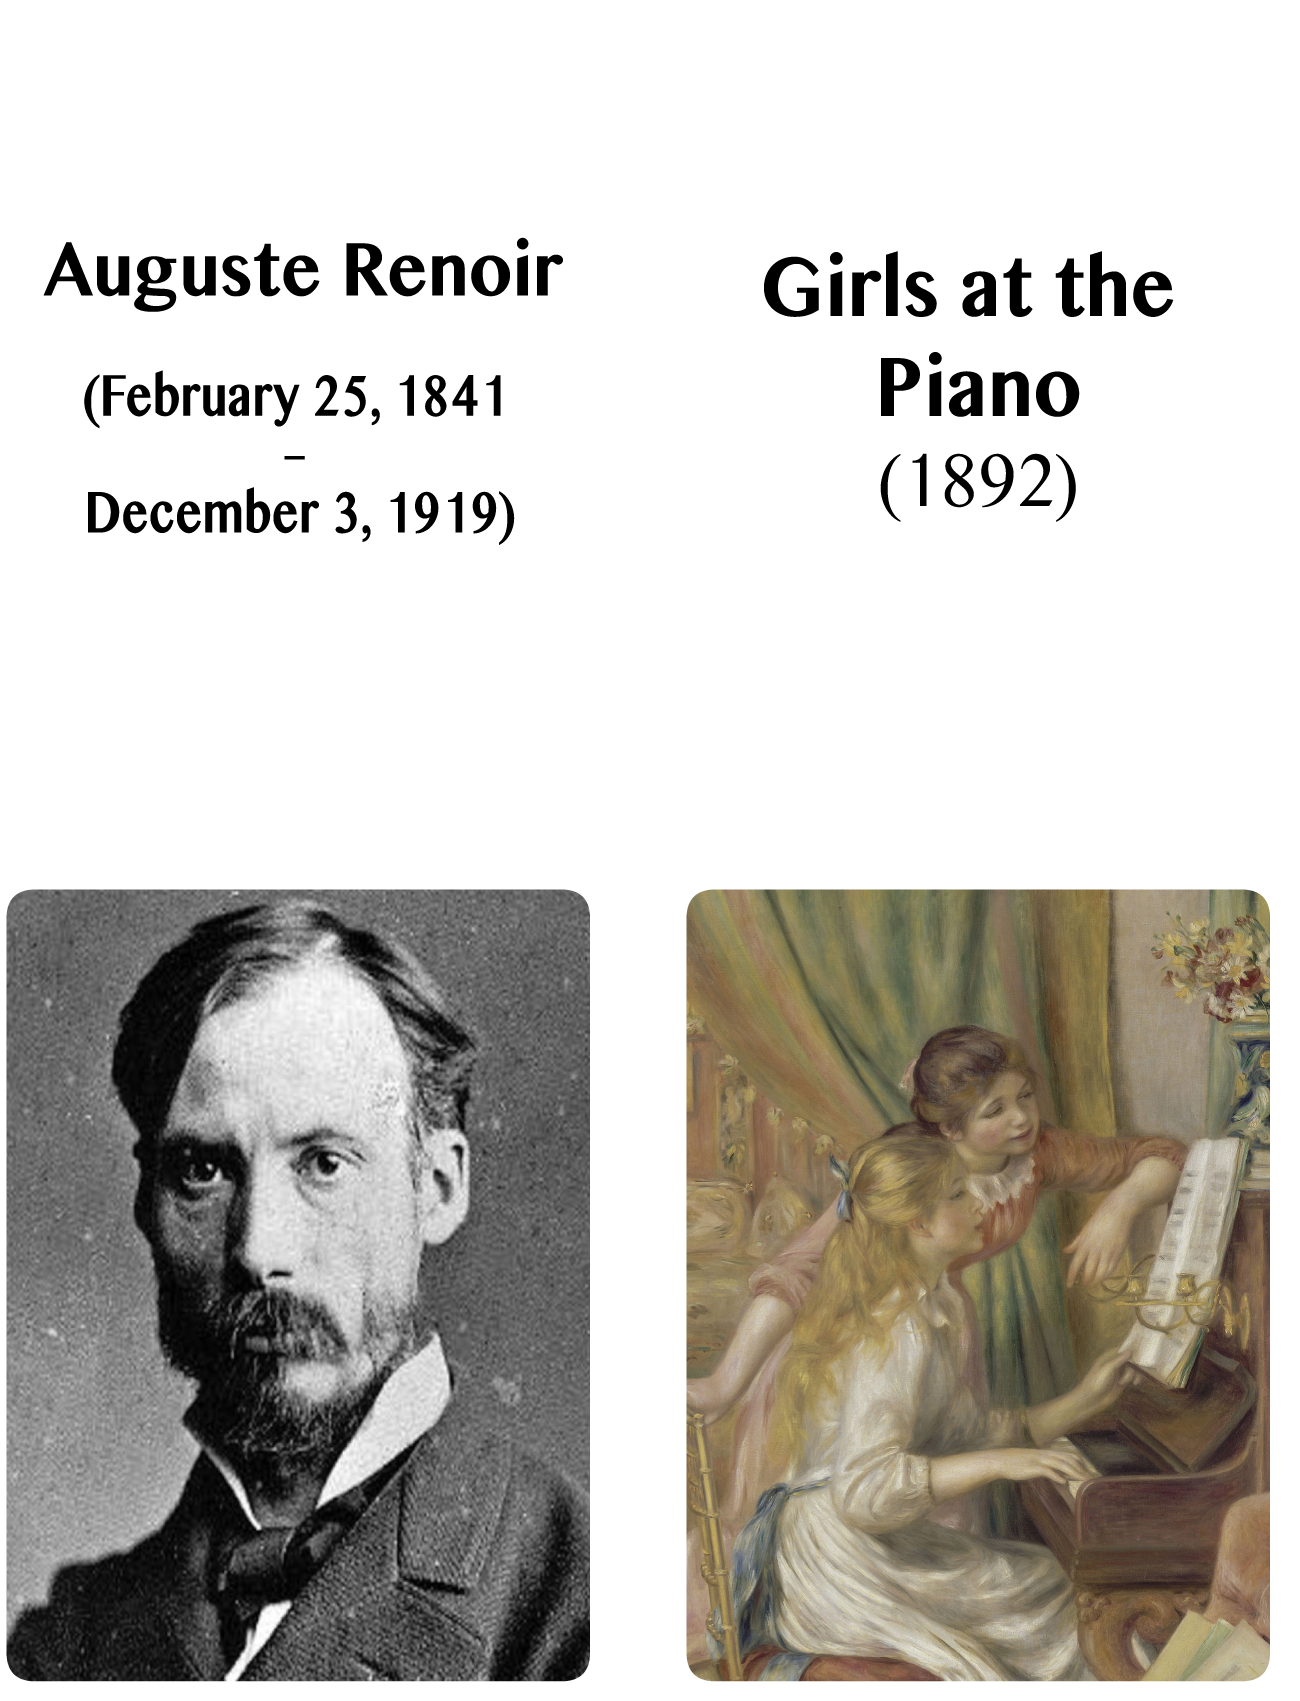 Auguste Renoir
(February 25, 1841
–
December 3, 1919)
Girls at the
Piano
(1892)